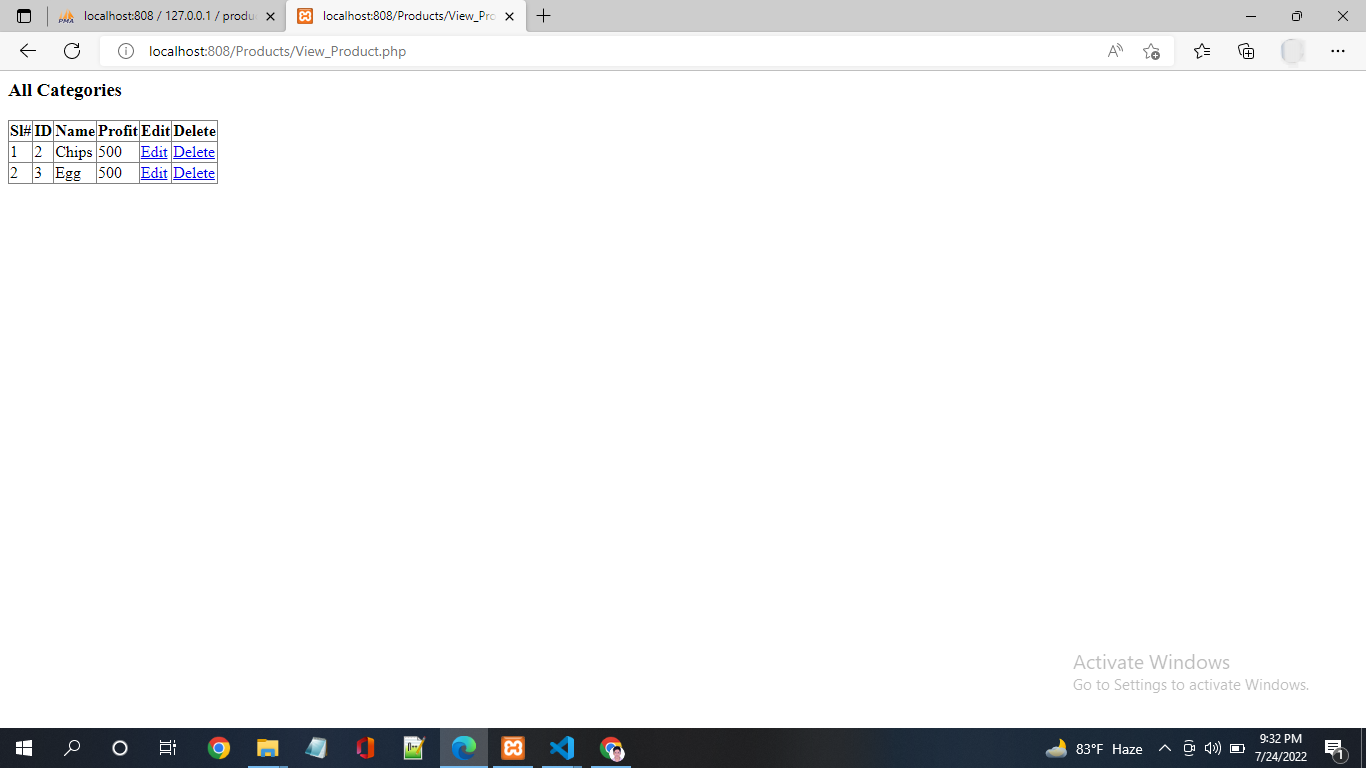 PMA localhost:808 / 127.0.0.1 / produ
localhost:808/Products/View_Pro
localhost:808/Products/View_Product.php
All Categories
Sl# ID Name Profit Edit Delete
1 2 Chips 500 Edit Delete
2 3 Egg 500 Edit Delete
Activate Windows
Go to Settings to activate Windows.
83°F Haze
9:32 PM
7/24/2022
1